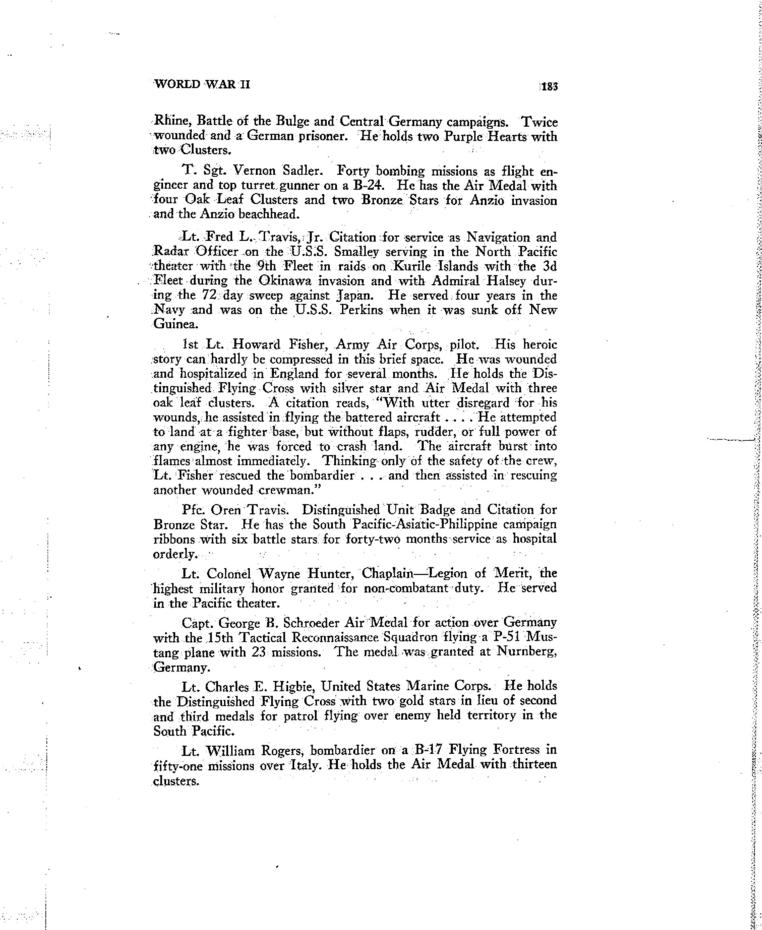 WORLD WAR II 183
Rhine, Battle of the Bulge and Central Germany campaigns. Twice
wounded and a German prisoner. He holds two Purple Hearts with
two Clusters.
T. Sgt. Vernon Sadler. Forty bombing missions as flight en-
gineer and top turret gunner on a B-24. He has the Air Medal with
four Oak Leaf Clusters and two Bronze Stars for Anzio invasion
and the Anzio beachhead.
Lt. Fred L. Travis, Jr. Citation for service as Navigation and
Radar Officer on the U.S.S. Smalley serving in the North Pacific
theater with the 9th Fleet in raids on Kurile Islands with the 3d
Fleet during the Okinawa invasion and with Admiral Halsey dur-
ing the 72 day sweep against Japan. He served four years in the
Navy and was on the U.S.S. Perkins when it was sunk off New
Guinea.
1st Lt. Howard Fisher, Army Air Corps, pilot. His heroic
story can hardly be compressed in this brief space. He was wounded
and hospitalized in England for several months. He holds the Dis-
tinguished Flying Cross with silver star and Air Medal with three
oak leaf clusters. A citation reads, "With utter disregard for his
wounds, he assisted in flying the battered aircraft . . . . He attempted
to land at a fighter base, but without flaps, rudder, or full power of
any engine, he was forced to crash land. The aircraft burst into
flames almost immediately. Thinking only of the safety of the crew,
Lt. Fisher rescued the bombardier . . . and then assisted in rescuing
another wounded crewman."
Pfc. Oren Travis. Distinguished Unit Badge and Citation for
Bronze Star. He has the South Pacific-Asiatic-Philippine campaign
ribbons with six battle stars for forty-two months service as hospital
orderly.
Lt. Colonel Wayne Hunter, Chaplain—Legion of Merit, the
highest military honor granted for non-combatant duty. He served
in the Pacific theater.
Capt. George B. Schroeder Air Medal for action over Germany
with the 15th Tactical Reconnaissance Squadron flying a P-51 Mus-
tang plane with 23 missions. The medal was granted at Nurnberg,
Germany.
Lt. Charles E. Higbie, United States Marine Corps. He holds
the Distinguished Flying Cross with two gold stars in lieu of second
and third medals for patrol flying over enemy held territory in the
South Pacific.
Lt. William Rogers, bombardier on a B-17 Flying Fortress in
fifty-one missions over Italy. He holds the Air Medal with thirteen
clusters.